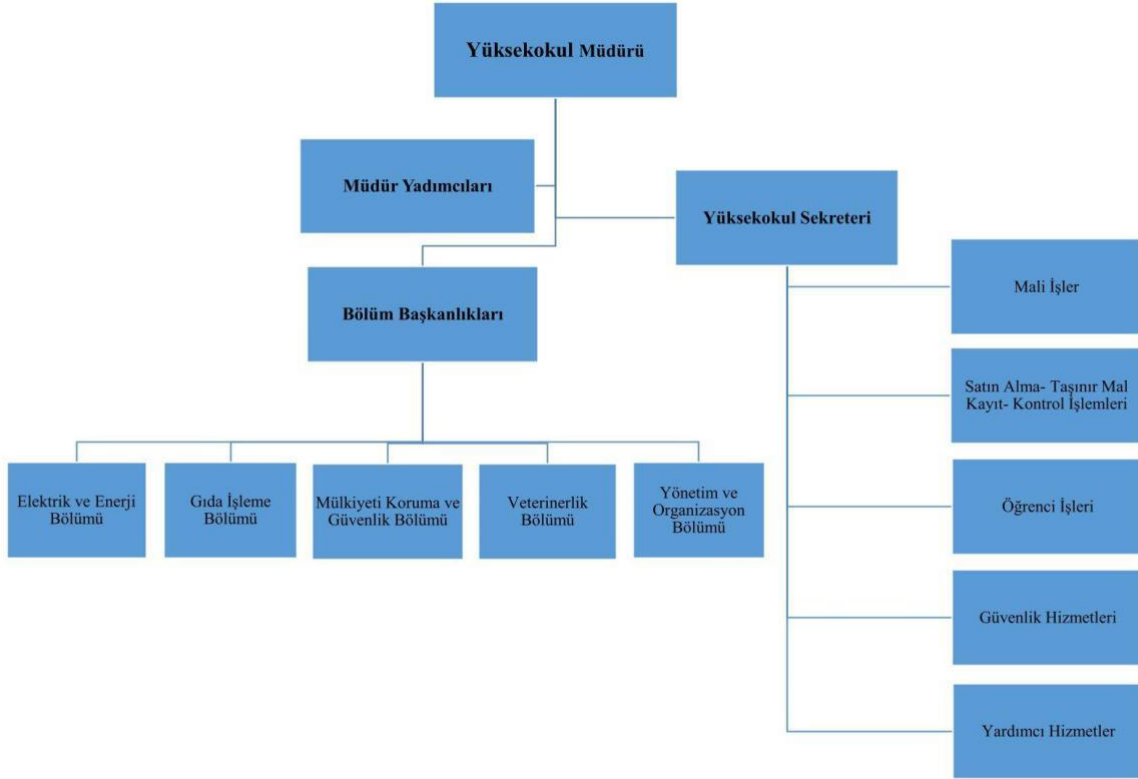 Yüksekokul Müdürü
Müdür Yadımcıları
Yüksekokul Sekreteri
Bölüm Başkanlıkları
Mali İşler
Satın Alma- Taşınır Mal
Kayıt- Kontrol İşlemleri
Elektrik ve Enerji
Bölümü
Gıda İşleme
Bölümü
Mülkiyeti Koruma ve
Güvenlik Bölümü
Veterinerlik
Bölümü
Yönetim ve
Organizasyon
Bölümü
Öğrenci İşleri
Güvenlik Hizmetleri
Yardımcı Hizmetler